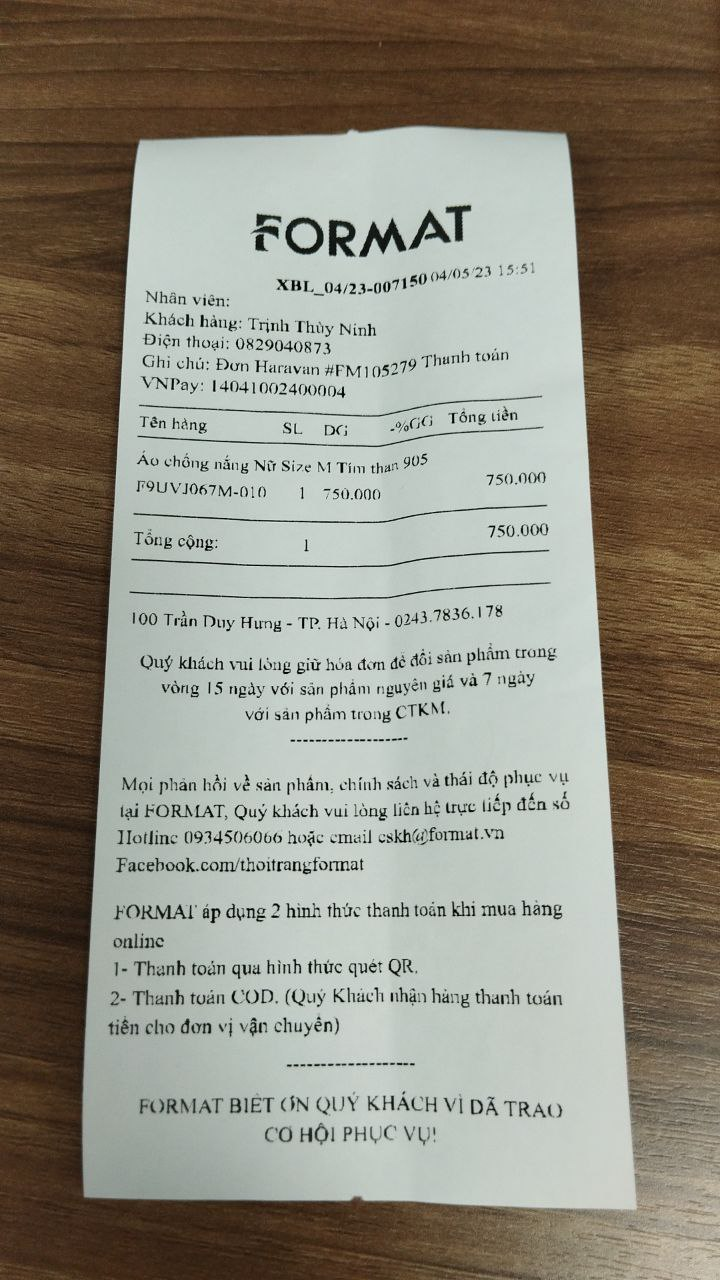 FORMAT
XBL_04/23-007150 04/05/23 15:51
Nhân viên:
Khách hàng: Trịnh Thùy Ninh
Điện thoại: 0829040873
Ghi chú: Đơn Haravan #FM105279 Thanh toán
VNPay: 14041002400004
Tên hàng SL DG -%GG Tổng tiền
Áo chống nắng Nữ Size M Tím than 905
F9UVJ067M-010 1 750.000 750.000
Tổng cộng: 1 750.000
100 Trần Duy Hưng - TP. Hà Nội - 0243.7836.178
Quý khách vui lòng giữ hóa đơn để đổi sản phẩm trong
vòng 15 ngày với sản phẩm nguyên giá và 7 ngày
với sản phẩm trong CTKM.
-------------------
Mọi phản hồi về sản phẩm, chính sách và thái độ phục vụ
tại FORMAT, Quý khách vui lòng liên hệ trực tiếp đến số
Hotline 0934506066 hoặc email cskh@format.vn
Facebook.com/thoitrangformat
FORMAT áp dụng 2 hình thức thanh toán khi mua hàng
online
1- Thanh toán qua hình thức quét QR.
2- Thanh toán COD. (Quý Khách nhận hàng thanh toán
tiền cho đơn vị vận chuyển)
--------------------
FORMAT BIẾT ƠN QUÝ KHÁCH VÌ ĐÃ TRAO
CƠ HỘI PHỤC VỤ!